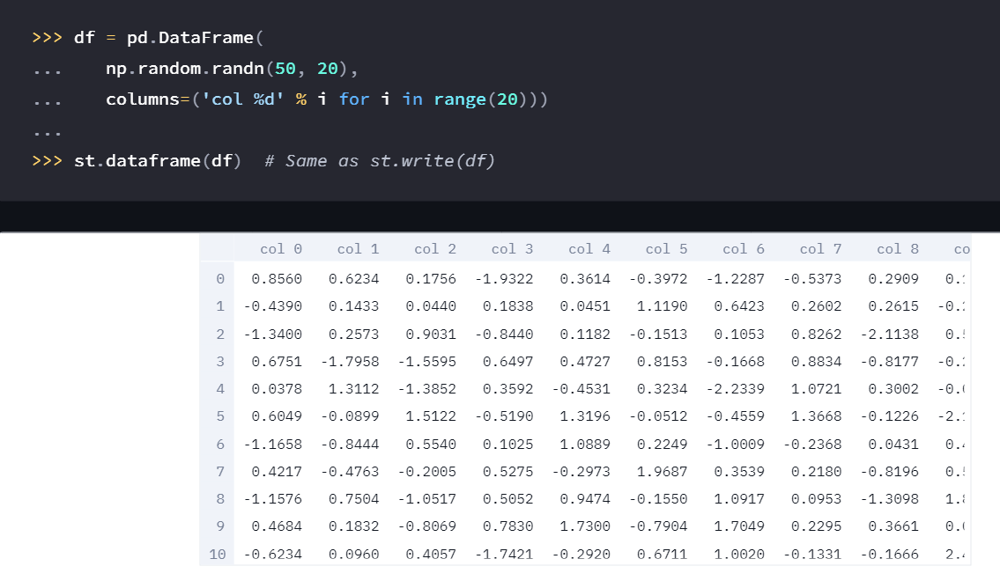 >>> df = pd.DataFrame(
...    np.random.randn(50, 20),
...    columns=('col %d' % i for i in range(20)))
...
>>> st.dataframe(df)  # Same as st.write(df)
col 0 col 1 col 2 col 3 col 4 col 5 col 6 col 7 col 8 co
0 0.8560 0.6234 0.1756 -1.9322 0.3614 -0.3972 -1.2287 -0.5373 0.2909
1 -0.4390 0.1433 0.0440 0.1838 0.0451 1.1190 0.6423 0.2602 0.2615
2 -1.3400 0.2573 0.9031 -0.8440 0.1182 -0.1513 0.1053 0.8262 -2.1138
3 0.6751 -1.7958 -1.5595 0.6497 0.4727 0.8153 -0.1668 0.8834 -0.8177
4 0.0378 1.3112 -1.3852 0.3592 -0.4531 0.3234 -2.2339 1.0721 0.3002
5 0.6049 -0.0899 1.5122 -0.5190 1.3196 -0.0512 -0.4559 1.3668 -0.1226
6 -1.1658 -0.8444 0.5540 0.1025 1.0889 0.2249 -1.0009 -0.2368 0.0431
7 0.4217 -0.4763 -0.2005 0.5275 -0.2973 1.9687 0.3539 0.2180 -0.8196
8 -1.1576 0.7504 -1.0517 0.5052 0.9474 -0.1550 1.0917 0.0953 -1.3098
9 0.4684 0.1832 -0.8069 0.7830 1.7300 -0.7904 1.7049 0.2295 0.3661
10 -0.6234 0.0960 0.4057 -1.7421 -0.2920 0.6711 1.0020 -0.1331 -0.1666